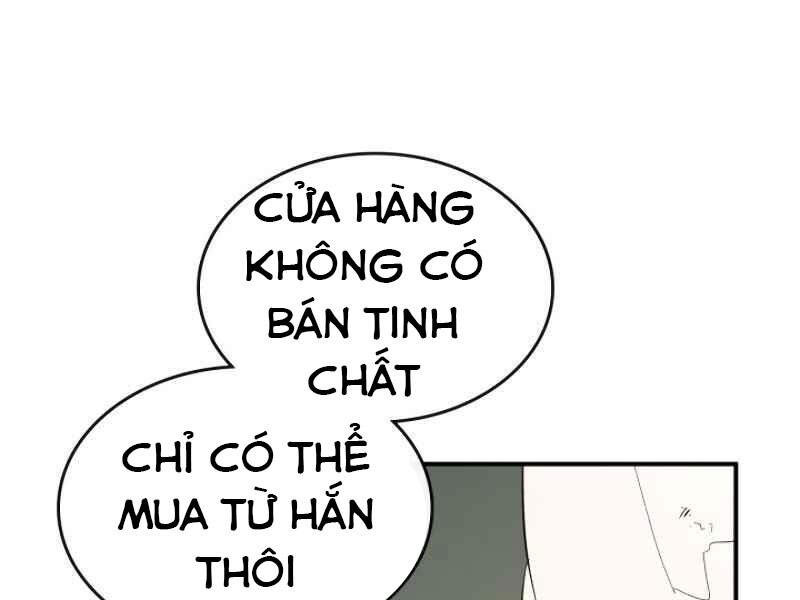 CỬA HÀNG
KHÔNG CÓ
BÁN TINH
CHẤT
CHỈ CÓ THỂ
MUA TỪ HẮN
THÔI